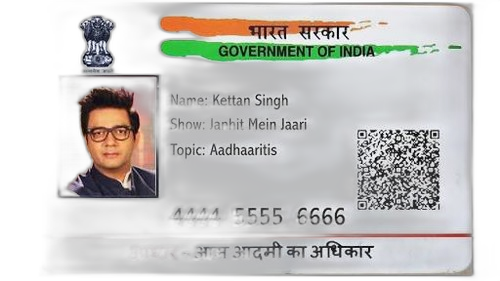 भारत सरकार
GOVERNMENT OF INDIA
Name: Kettan Singh
Show: Janhit Mein Jaari
Topic: Aadhaaritis
4444 5555 6666
आम आदमी का अधिकार